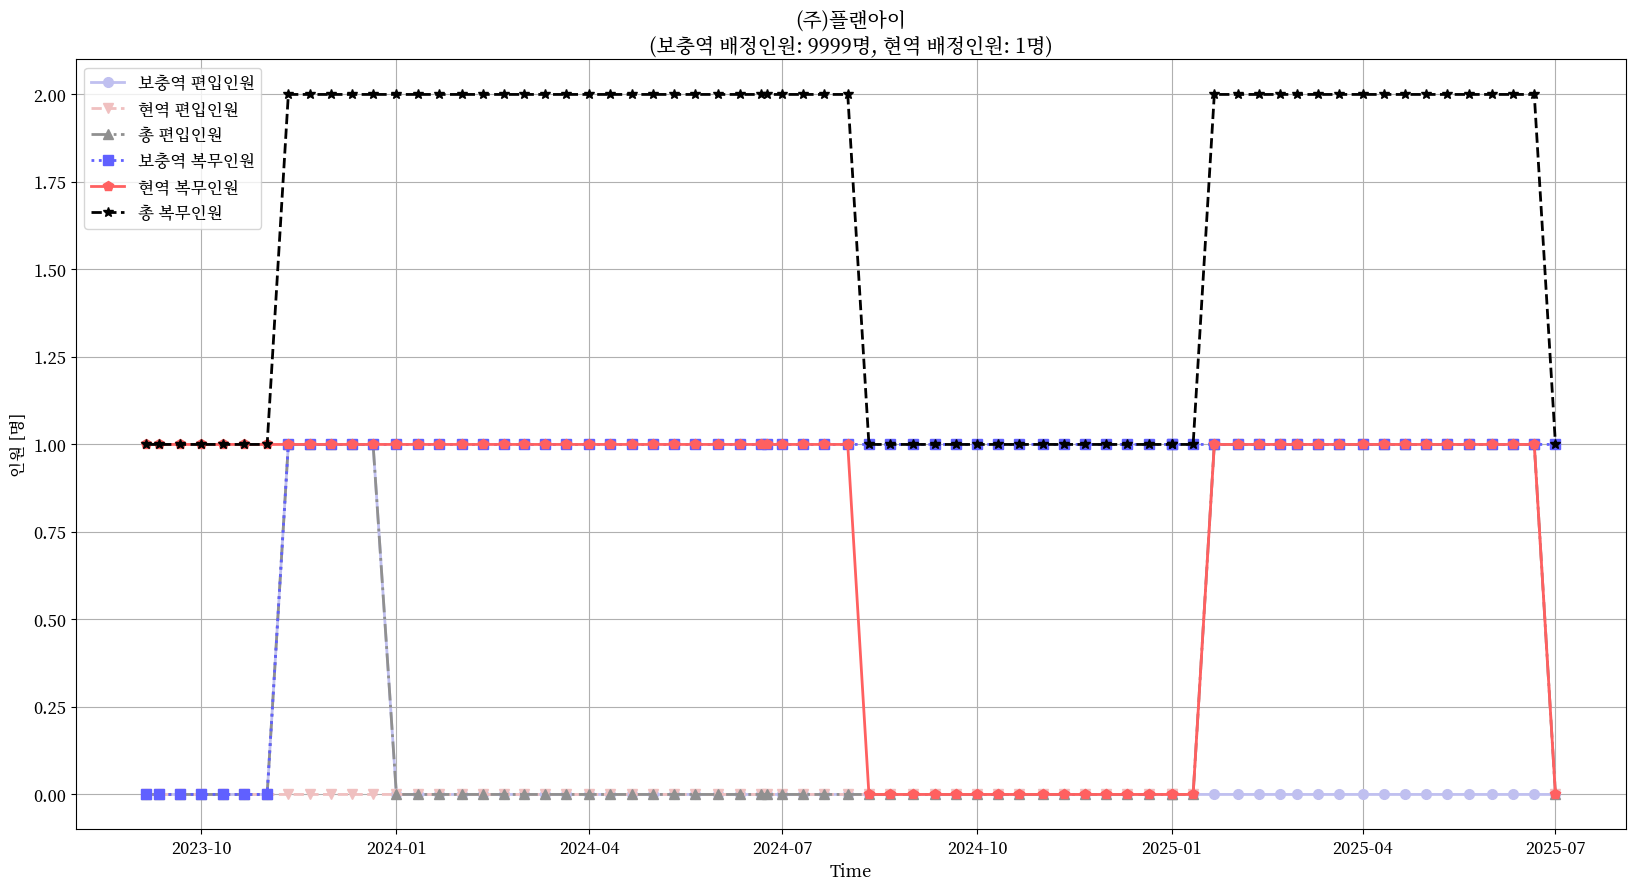 (주)플랜아이
(보충역 배정인원: 9999명, 현역 배정인원: 1명)
보충역 편입인원
현역 편입인원
총 편입인원
보충역 복무인원
현역 복무인원
총 복무인원
인원 [명]
2.00
1.75
1.50
1.25
1.00
0.75
0.50
0.25
0.00
2023-10
2024-01
2024-04
2024-07
2024-10
2025-01
2025-04
2025-07
Time